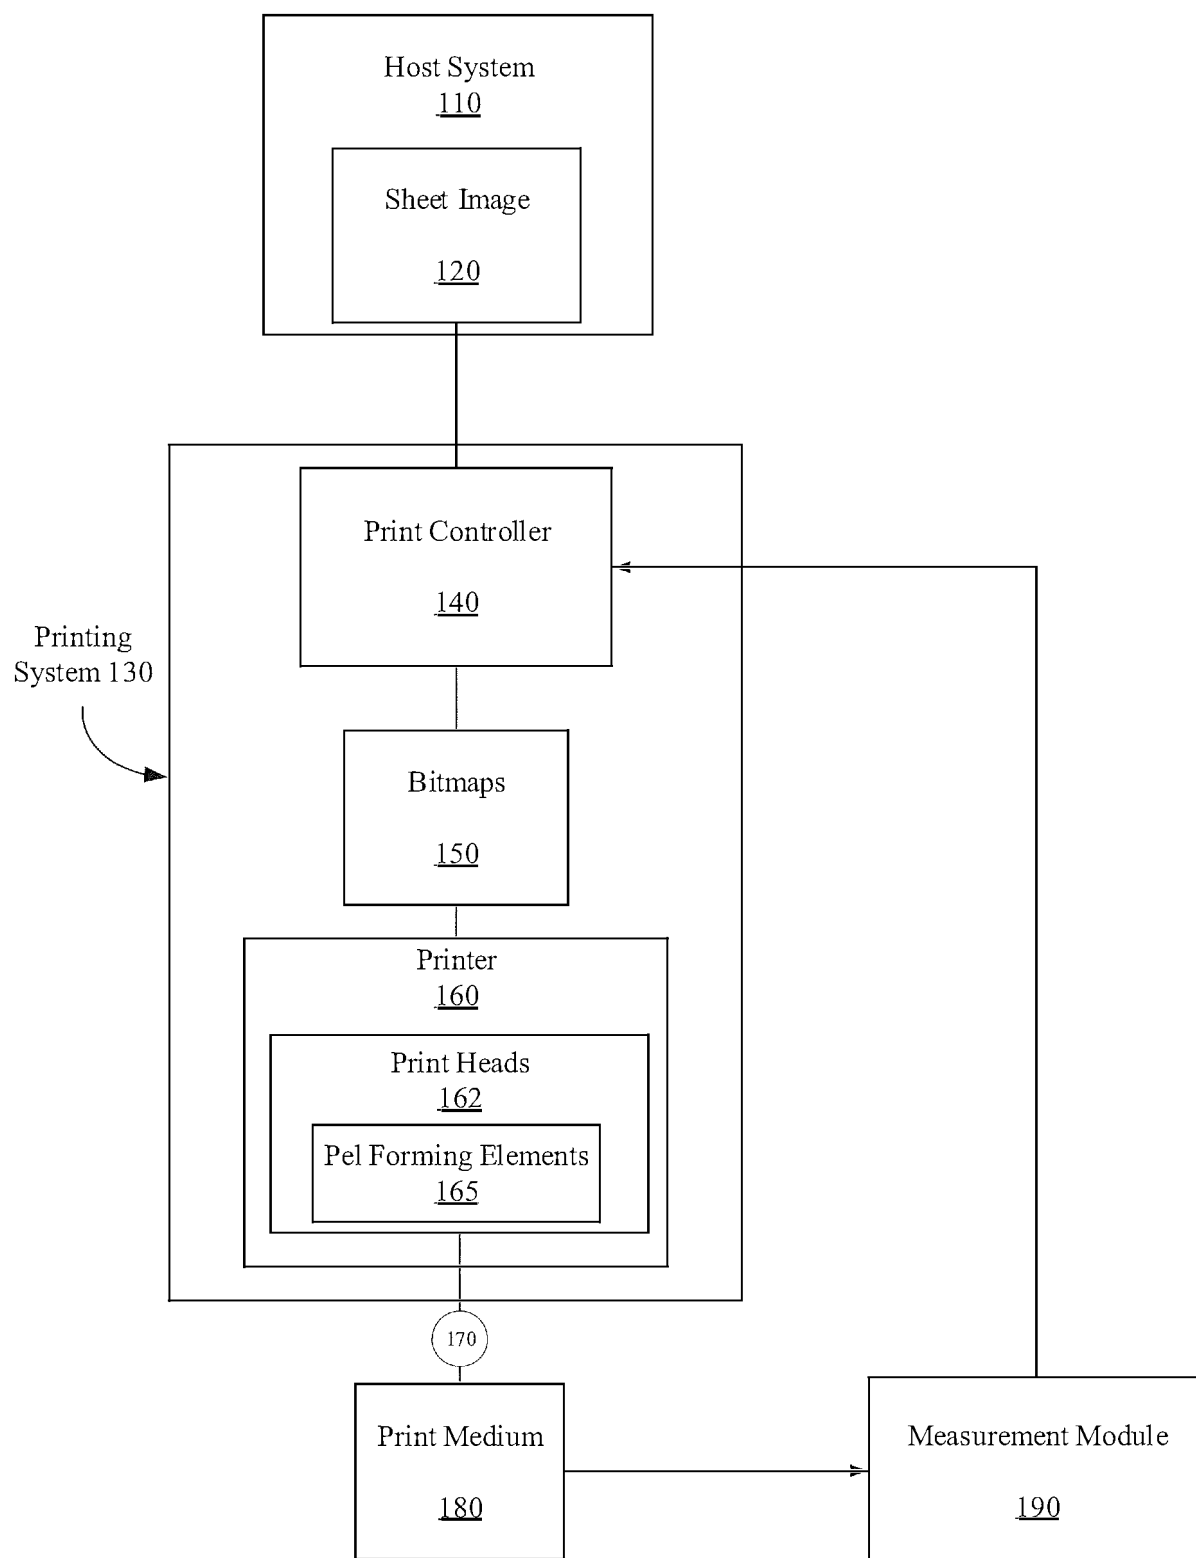 Host System
110
Sheet Image
120
Print Controller
140
Printing
System 130
Bitmaps
150
Printer
160
Print Heads
162
Pel Forming Elements
165
170
Print Medium
180
Measurement Module
190